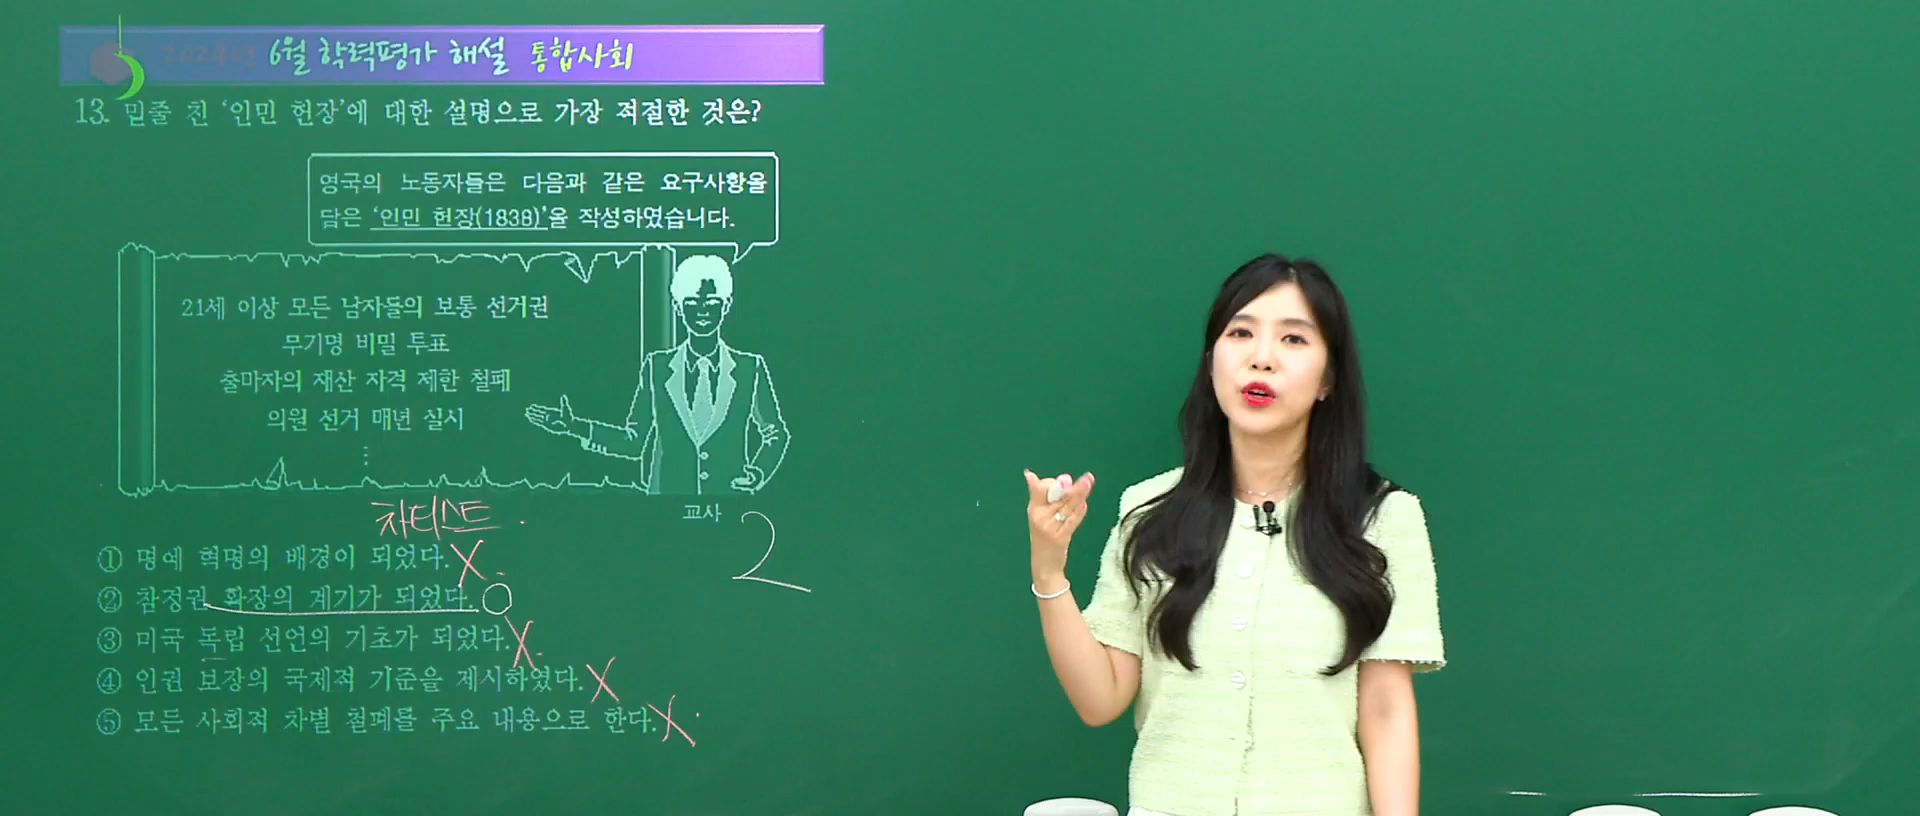 2024년 6월 학력평가 해설 통합사회
13. 밑줄 친 '인민 헌장'에 대한 설명으로 가장 적절한 것은?
영국의 노동자들은 다음과 같은 요구사항을
담은 '인민 헌장(1838)'을 작성하였습니다.
21세 이상 모든 남자들의 보통 선거권
무기명 비밀 투표
출마자의 재산 자격 제한 철폐
의원 선거 매년 실시
⋮
차티스트.
교사
2
① 명예 혁명의 배경이 되었다. X.
② 참정권 확장의 계기가 되었다. O
③ 미국 독립 선언의 기초가 되었다. X.
④ 인권 보장의 국제적 기준을 제시하였다. X
⑤ 모든 사회적 차별 철폐를 주요 내용으로 한다. X.